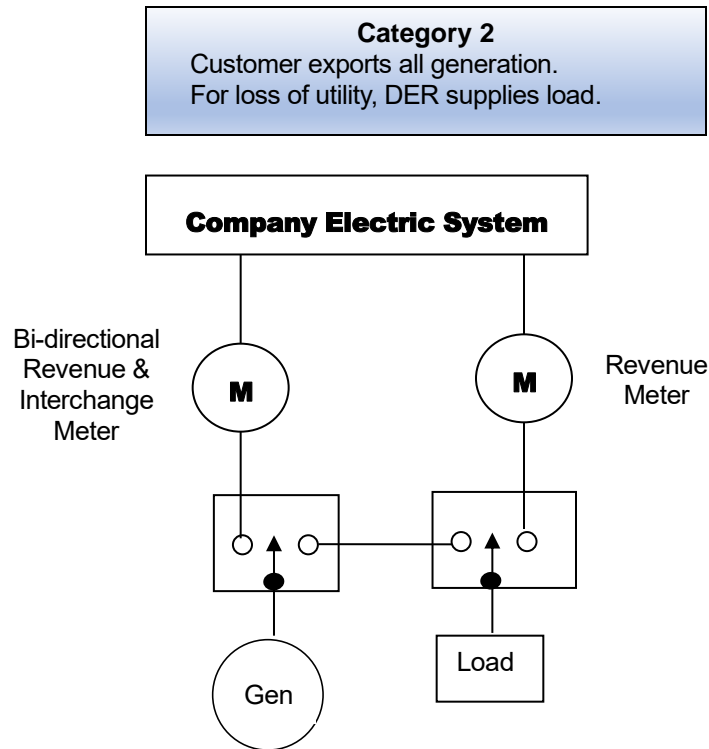 Category 2
Customer exports all generation.
For loss of utility, DER supplies load.
Company Electric System
Bi-directional
Revenue &
Interchange
Meter
M
M
Revenue
Meter
Gen
Load